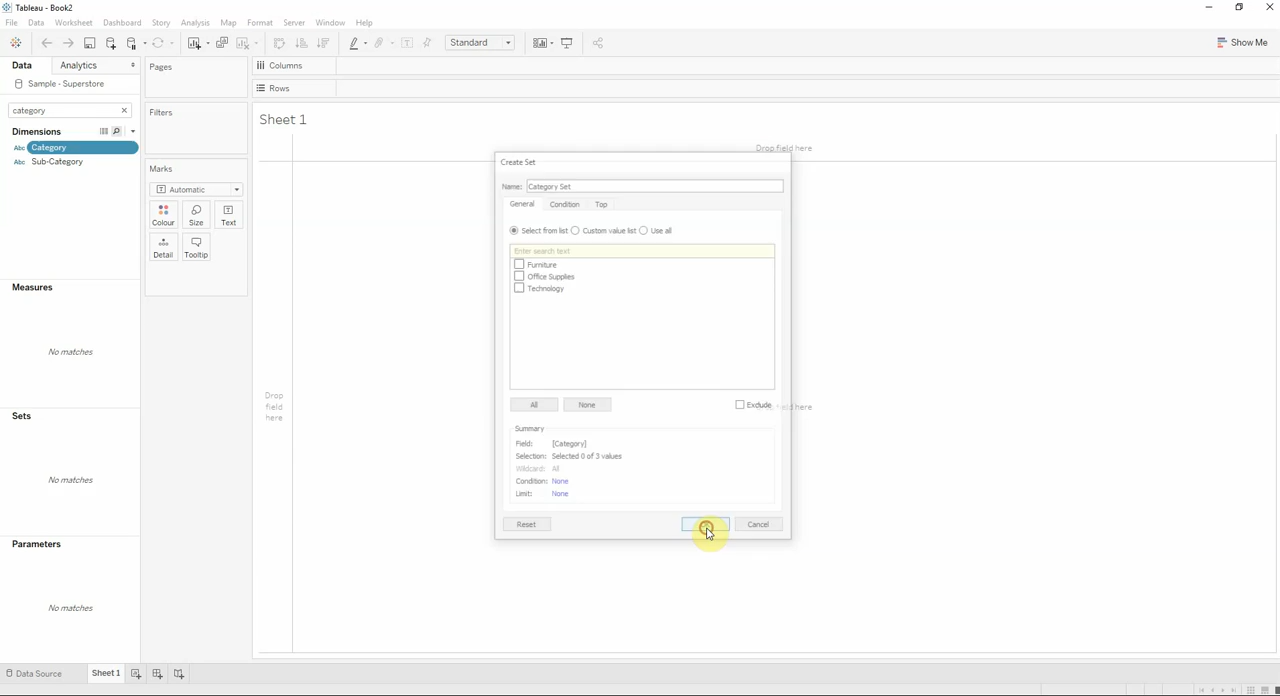 Tableau - Book2
File Data Worksheet Dashboard Story Analysis Map Format Server Window Help
Standard
Show Me
Data Analytics
Pages
Columns
Sample - Superstore
Rows
category
Filters
Dimensions
Sheet 1
Abc Category
Abc Sub-Category
Drop field here
Create Set
Marks
Automatic
Name: Category Set
General Condition Top
Colour Size Text
Select from list Custom value list Use all
Detail Tooltip
Enter search text
Furniture
Office Supplies
Technology
Measures
No matches
Drop
field
here
All None Exclude
field here
Sets
Summary
Field: [Category]
Selection: Selected 0 of 3 values
Wildcard: All
Condition: None
Limit: None
No matches
Reset Cancel
Parameters
No matches
Data Source Sheet 1